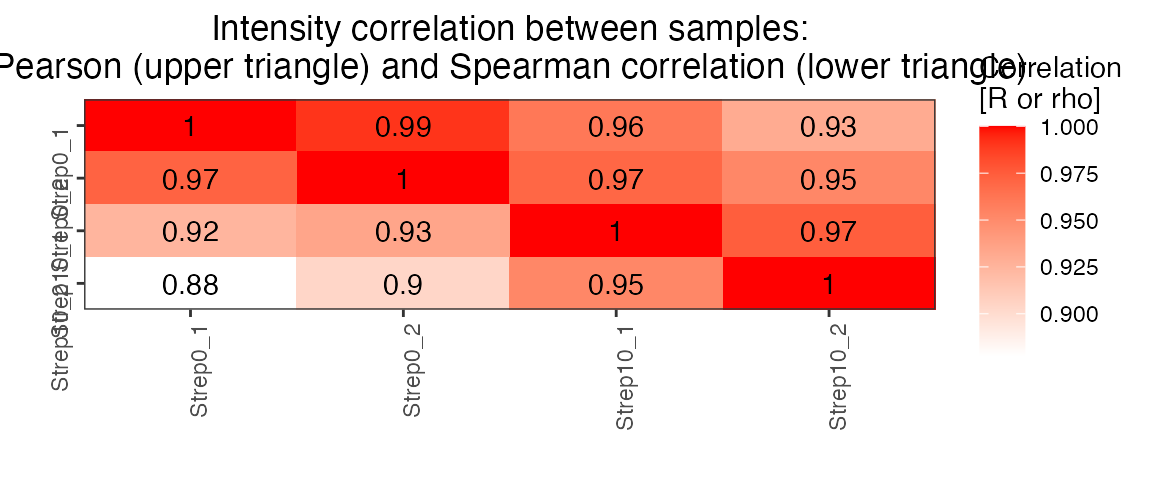 Intensity correlation between samples:
Pearson (upper triangle) and Spearman correlation (lower triangle)
Correlation
[R or rho]
1 0.99 0.96 0.93
0.97 1 0.97 0.95
0.92 0.93 1 0.97
0.88 0.9 0.95 1
Strep0_1
Strep0_2
Strep10_1
Strep10_2
Strep0_1
Strep0_2
Strep10_1
Strep10_2
1.000
0.975
0.950
0.925
0.900